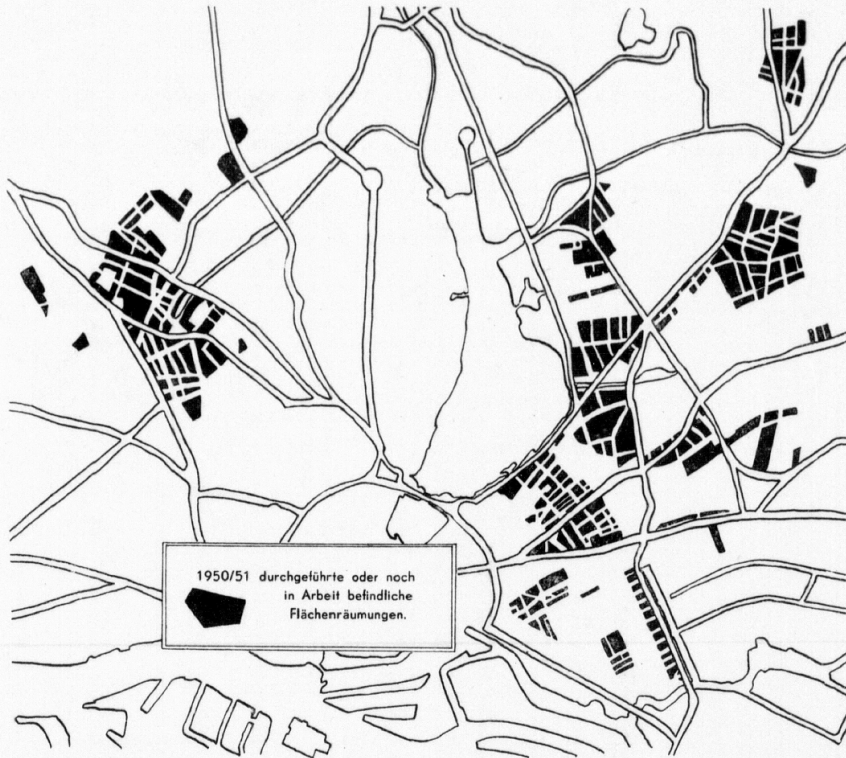 1950/51 durchgeführte oder noch
in Arbeit befindliche
Flächenräumungen.